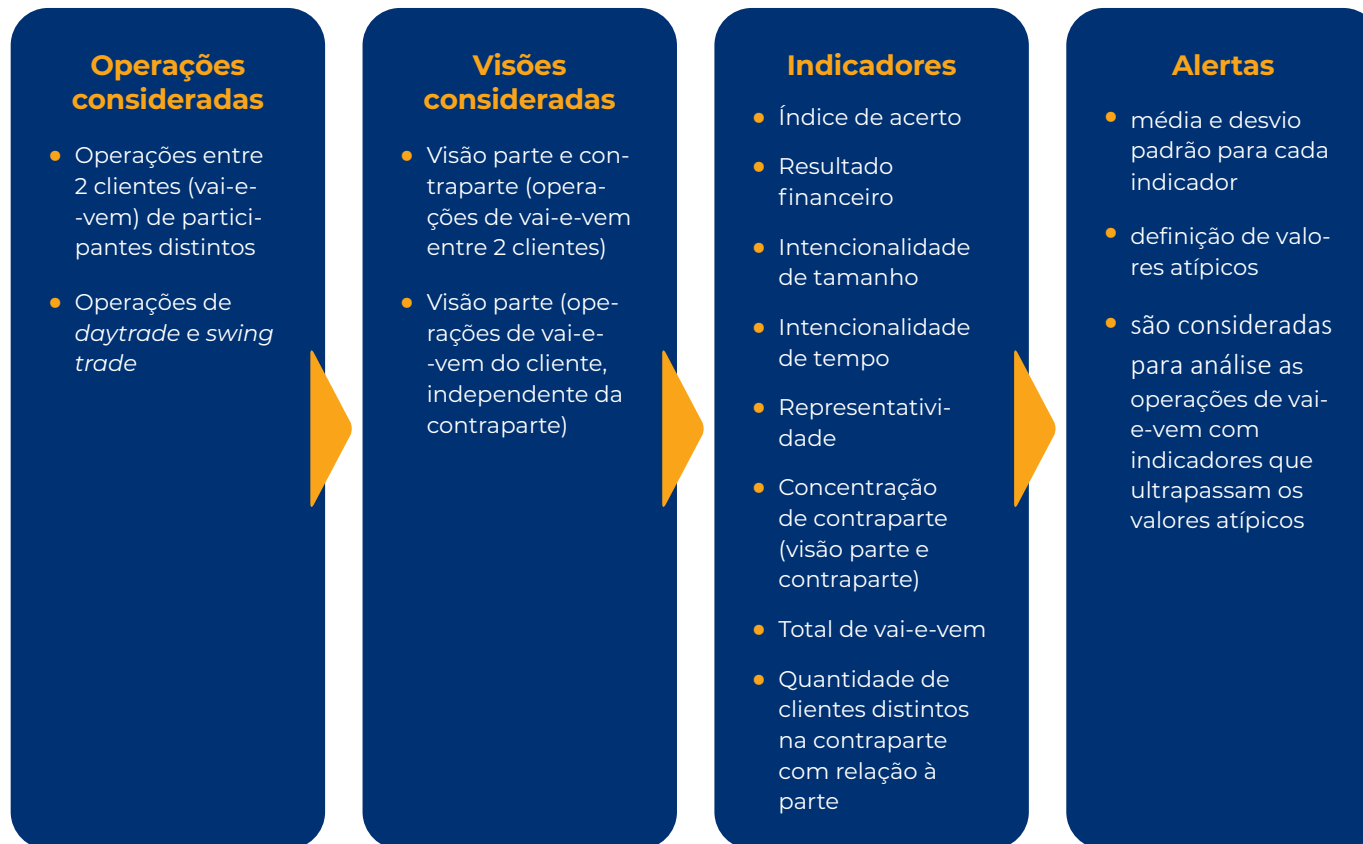 Operações
consideradas
Operações entre
2 clientes (vai-e-
-vem) de partici-
pantes distintos
Operações de
daytrade e swing
trade
Visões
consideradas
Visão parte e con-
traparte (opera-
ções de vai-e-vem
entre 2 clientes)
Visão parte (ope-
rações de vai-e-
-vem do cliente,
independente da
contraparte)
Indicadores
Índice de acerto
Resultado
financeiro
Intencionalidade
de tamanho
Intencionalidade
de tempo
Representativi-
dade
Concentração
de contraparte
(visão parte e
contraparte)
Total de vai-e-vem
Quantidade de
clientes distintos
na contraparte
com relação à
parte
Alertas
média e desvio
padrão para cada
indicador
definição de valo-
res atípicos
são consideradas
para análise as
operações de vai-
e-vem com
indicadores que
ultrapassam os
valores atípicos